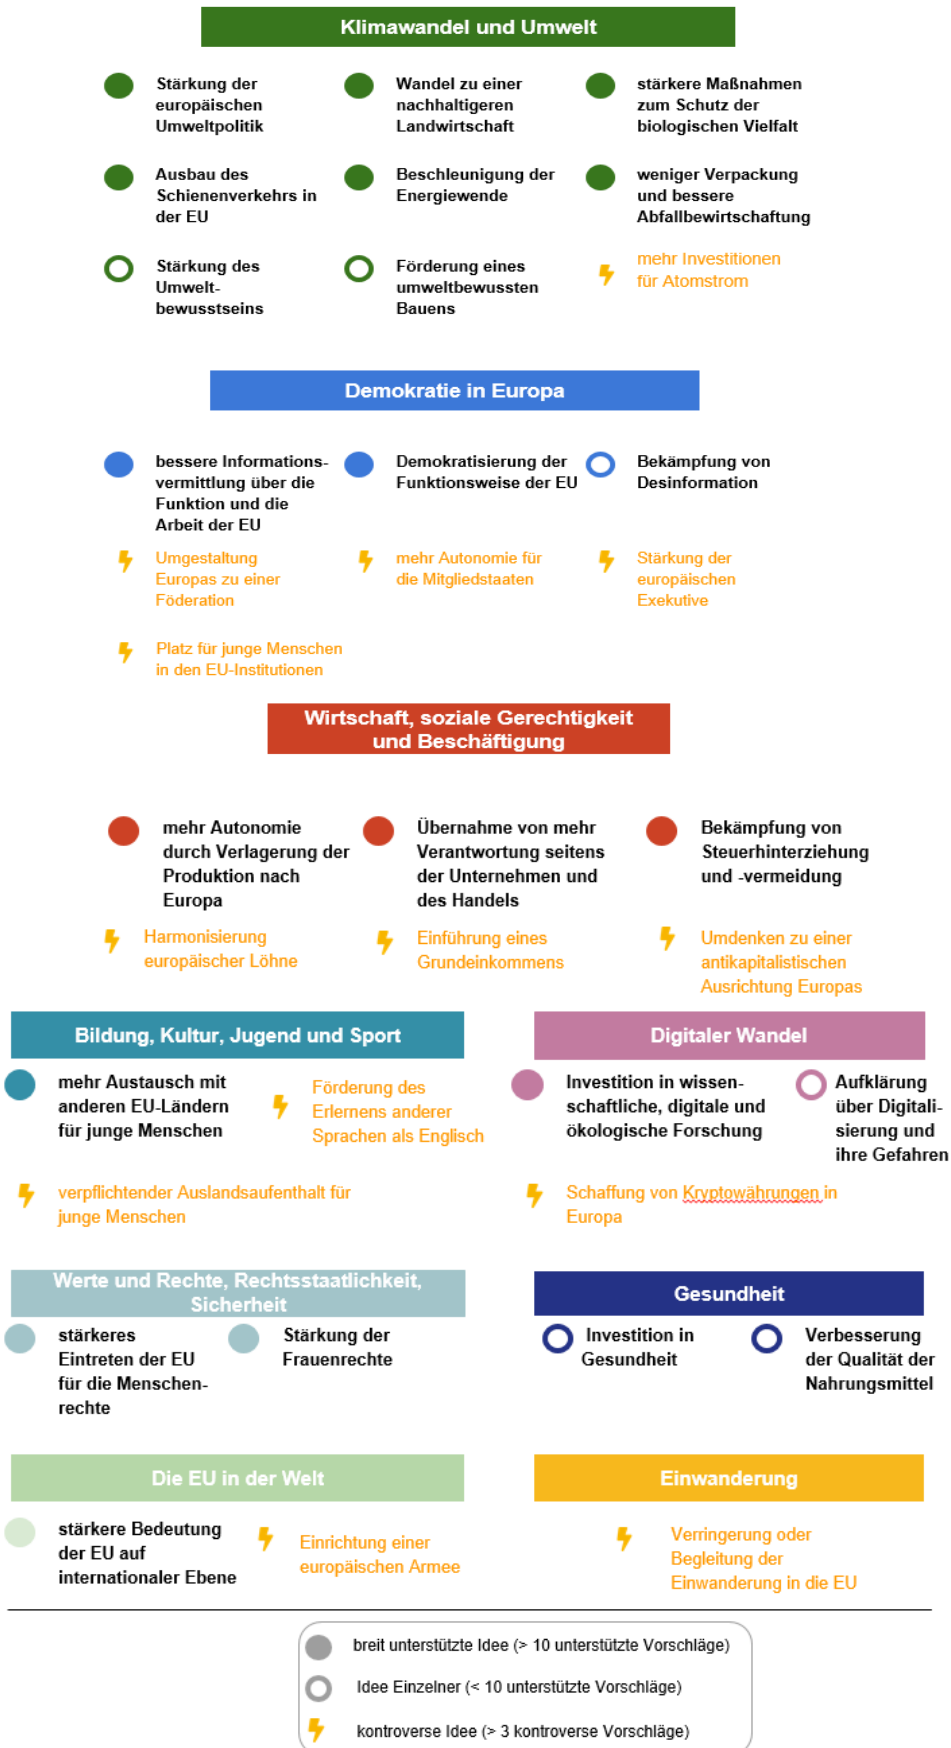 Klimawandel und Umwelt
Stärkung der
europäischen
Umweltpolitik
Wandel zu einer
nachhaltigeren
Landwirtschaft
stärkere Maßnahmen
zum Schutz der
biologischen Vielfalt
Ausbau des
Schienenverkehrs in
der EU
Beschleunigung der
Energiewende
weniger Verpackung
und bessere
Abfallbewirtschaftung
Stärkung des
Umwelt-
bewusstseins
Förderung eines
umweltbewussten
Bauens
mehr Investitionen
für Atomstrom
Demokratie in Europa
bessere Informations-
vermittlung über die
Funktion und die
Arbeit der EU
Demokratisierung der
Funktionsweise der EU
Bekämpfung von
Desinformation
Umgestaltung
Europas zu einer
Föderation
mehr Autonomie für
die Mitgliedstaaten
Stärkung der
europäischen
Exekutive
Platz für junge Menschen
in den EU-Institutionen
Wirtschaft, soziale Gerechtigkeit
und Beschäftigung
mehr Autonomie
durch Verlagerung der
Produktion nach
Europa
Übernahme von mehr
Verantwortung seitens
der Unternehmen und
des Handels
Bekämpfung von
Steuerhinterziehung
und -vermeidung
Harmonisierung
europäischer Löhne
Einführung eines
Grundeinkommens
Umdenken zu einer
antikapitalistischen
Ausrichtung Europas
Bildung, Kultur, Jugend und Sport
mehr Austausch mit
anderen EU-Ländern
für junge Menschen
Förderung des
Erlernens anderer
Sprachen als Englisch
verpflichtender Auslandsaufenthalt für
junge Menschen
Digitaler Wandel
Investition in wissen-
schaftliche, digitale und
ökologische Forschung
Aufklärung
über Digitali-
sierung und
ihre Gefahren
Schaffung von Kryptowährungen in
Europa
Werte und Rechte, Rechtsstaatlichkeit,
Sicherheit
stärkeres
Eintreten der EU
für die Menschen-
rechte
Stärkung der
Frauenrechte
Gesundheit
Investition in
Gesundheit
Verbesserung
der Qualität der
Nahrungsmittel
Die EU in der Welt
stärkere Bedeutung
der EU auf
internationaler Ebene
Einrichtung einer
europäischen Armee
Einwanderung
Verringerung oder
Begleitung der
Einwanderung in die EU
breit unterstützte Idee (> 10 unterstützte Vorschläge)
Idee Einzelner (< 10 unterstützte Vorschläge)
kontroverse Idee (> 3 kontroverse Vorschläge)